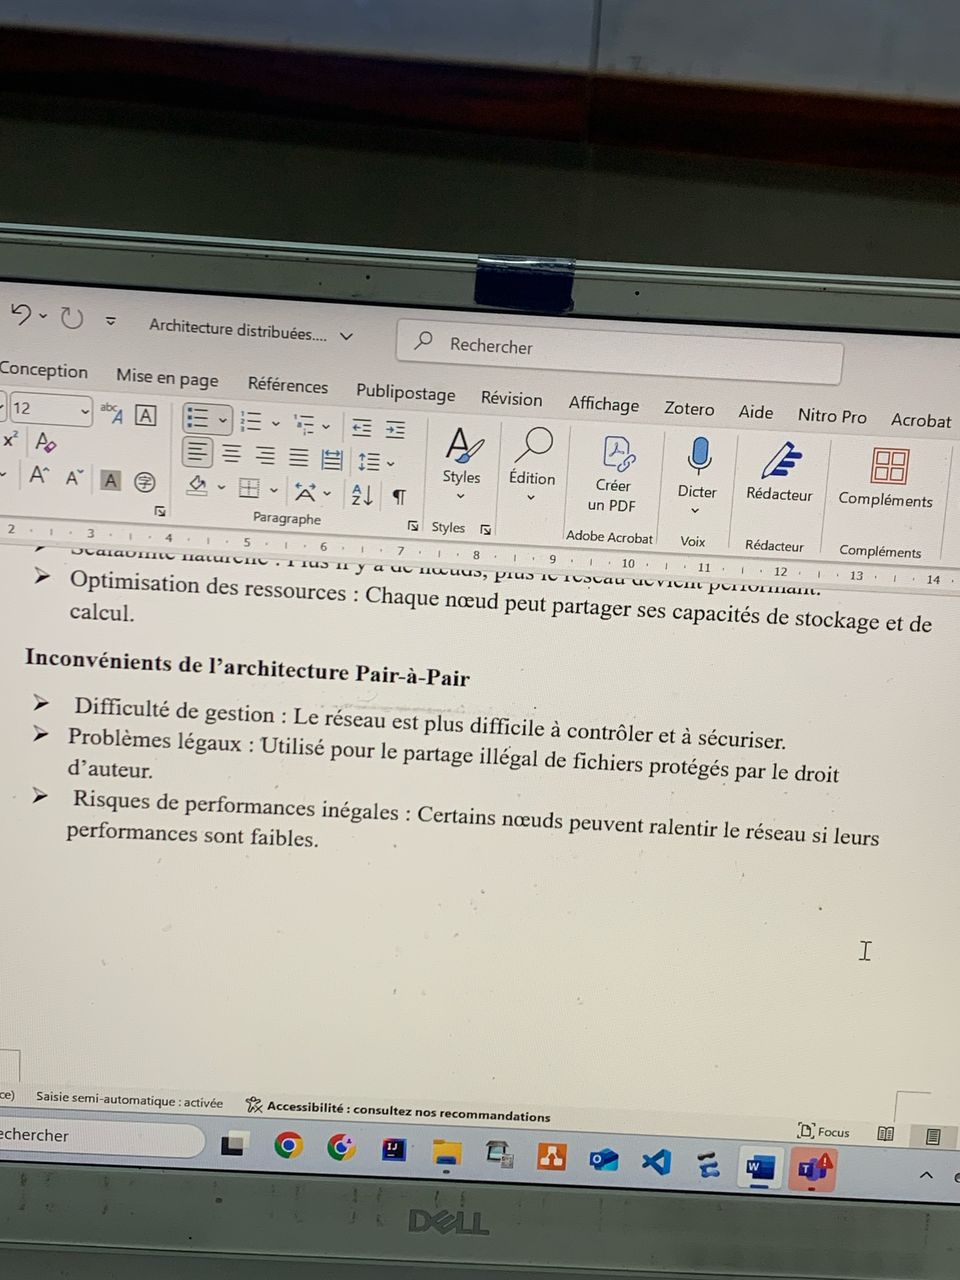 Architecture distribuées....
Rechercher
Conception Mise en page Références Publipostage Révision Affichage Zotero Aide Nitro Pro Acrobat
12
Styles
Édition
Créer
un PDF
Dicter
Rédacteur
Compléments
Paragraphe
Styles
Adobe Acrobat
Voix
Rédacteur
Compléments
2 3 4 5 6 7 8 9 10 11 12 13 14
Scalabilité naturelle : Plus il y a de nœuds, plus le réseau devient performant.
➤ Optimisation des ressources : Chaque nœud peut partager ses capacités de stockage et de
calcul.
Inconvénients de l'architecture Pair-à-Pair
➤ Difficulté de gestion : Le réseau est plus difficile à contrôler et à sécuriser.
➤ Problèmes légaux : Utilisé pour le partage illégal de fichiers protégés par le droit
d'auteur.
➤ Risques de performances inégales : Certains nœuds peuvent ralentir le réseau si leurs
performances sont faibles.
ce) Saisie semi-automatique : activée Accessibilité : consultez nos recommandations
Focus
echercher
DELL